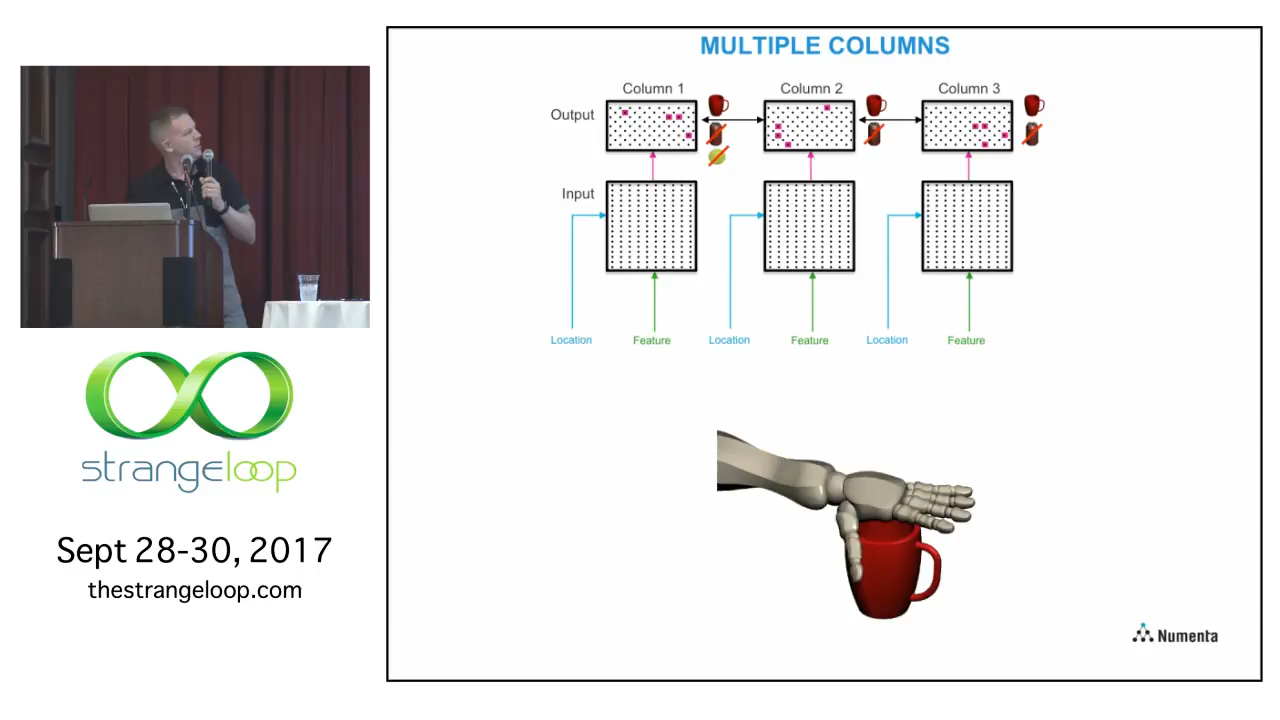 MULTIPLE COLUMNS
Column 1
Column 2
Column 3
Output
Input
Location
Feature
Location
Feature
Location
Feature
Numenta
strangeloop
Sept 28-30, 2017
thestrangeloop.com